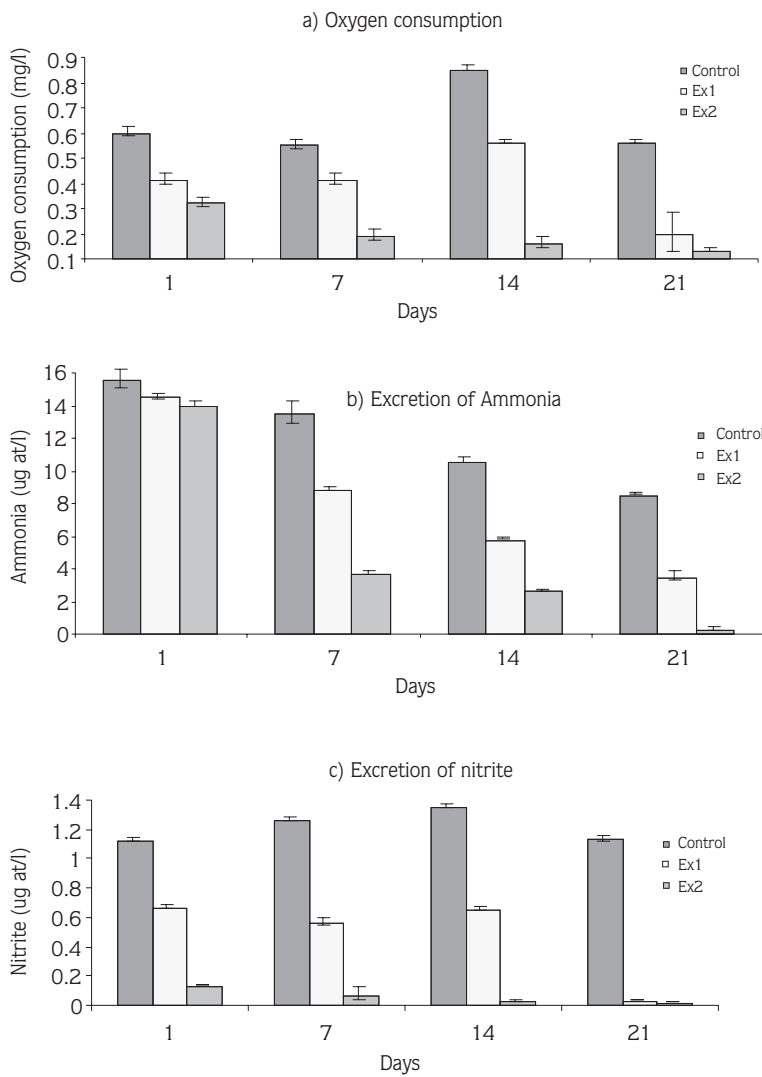 a) Oxygen consumption
Oxygen consumption (mg/l)
0.9
0.8
0.7
0.6
0.5
0.4
0.3
0.2
0.1
Control
Ex1
Ex2
1 7 14 21
Days
b) Excretion of Ammonia
Ammonia (ug at/l)
16
14
12
10
8
6
4
2
0
Control
Ex1
Ex2
1 7 14 21
Days
c) Excretion of nitrite
Nitrite (ug at/l)
1.4
1.2
1
0.8
0.6
0.4
0.2
0
Control
Ex1
Ex2
1 7 14 21
Days